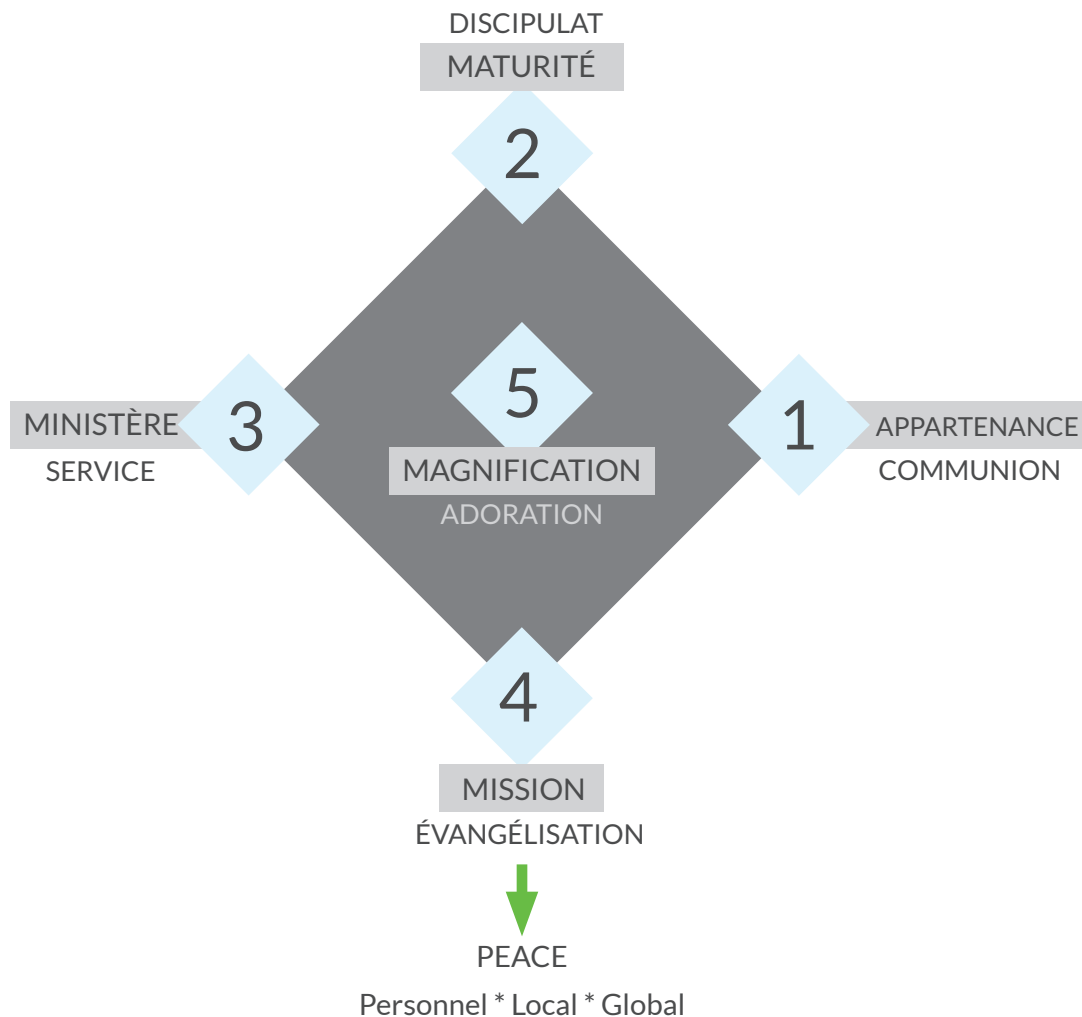 DISCIPULAT
MATURITÉ
2
5
MAGNIFICATION
ADORATION
MINISTÈRE
3
SERVICE
1
APPARTENANCE
COMMUNION
4
MISSION
ÉVANGÉLISATION
PEACE
Personnel * Local * Global